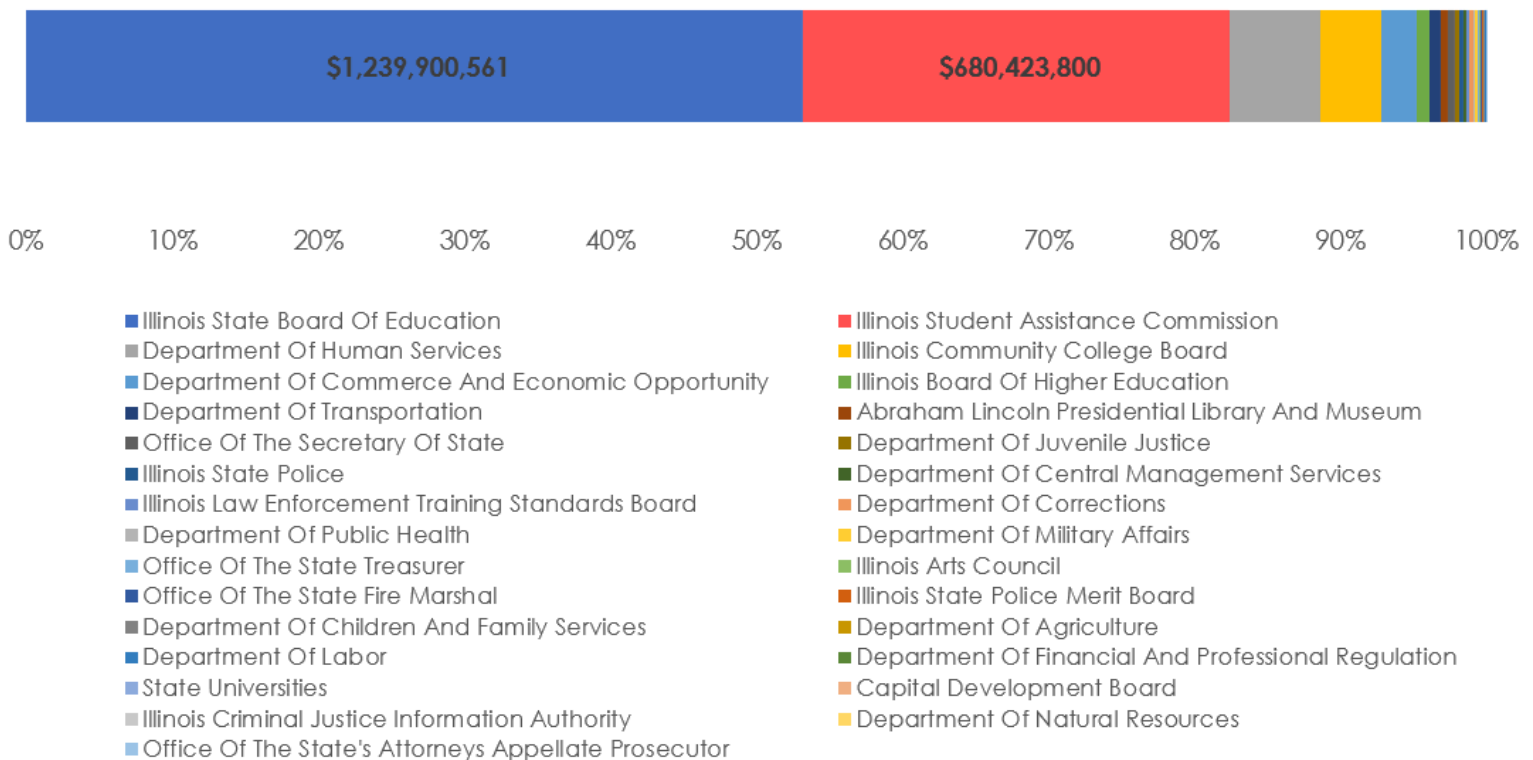 $1,239,900,561 $680,423,800
0% 10% 20% 30% 40% 50% 60% 70% 80% 90% 100%
Illinois State Board Of Education Illinois Student Assistance Commission
Department Of Human Services Illinois Community College Board
Department Of Commerce And Economic Opportunity Illinois Board Of Higher Education
Department Of Transportation Abraham Lincoln Presidential Library And Museum
Office Of The Secretary Of State Department Of Juvenile Justice
Illinois State Police Department Of Central Management Services
Illinois Law Enforcement Training Standards Board Department Of Corrections
Department Of Public Health Department Of Military Affairs
Office Of The State Treasurer Illinois Arts Council
Office Of The State Fire Marshal Illinois State Police Merit Board
Department Of Children And Family Services Department Of Agriculture
Department Of Labor Department Of Financial And Professional Regulation
State Universities Capital Development Board
Illinois Criminal Justice Information Authority Department Of Natural Resources
Office Of The State's Attorneys Appellate Prosecutor